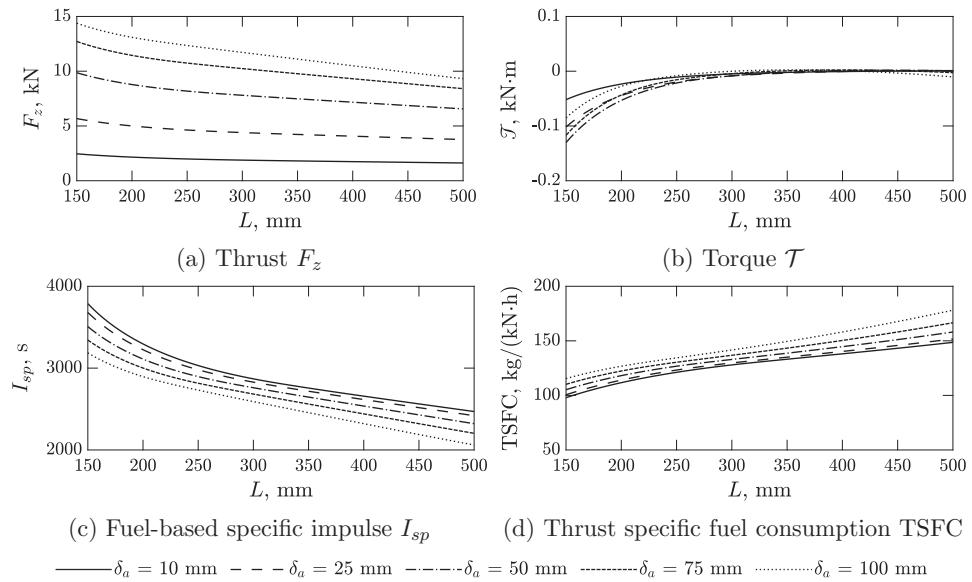 15
10
5
0
F_z, kN
150 200 250 300 350 400 450 500
L, mm
(a) Thrust F_z
0.1
0
-0.1
-0.2
𝒯, kN·m
150 200 250 300 350 400 450 500
L, mm
(b) Torque 𝒯
4000
3000
2000
I_sp, s
150 200 250 300 350 400 450 500
L, mm
(c) Fuel-based specific impulse I_sp
200
150
100
50
TSFC, kg/(kN·h)
150 200 250 300 350 400 450 500
L, mm
(d) Thrust specific fuel consumption TSFC
δ_a = 10 mm δ_a = 25 mm δ_a = 50 mm δ_a = 75 mm δ_a = 100 mm